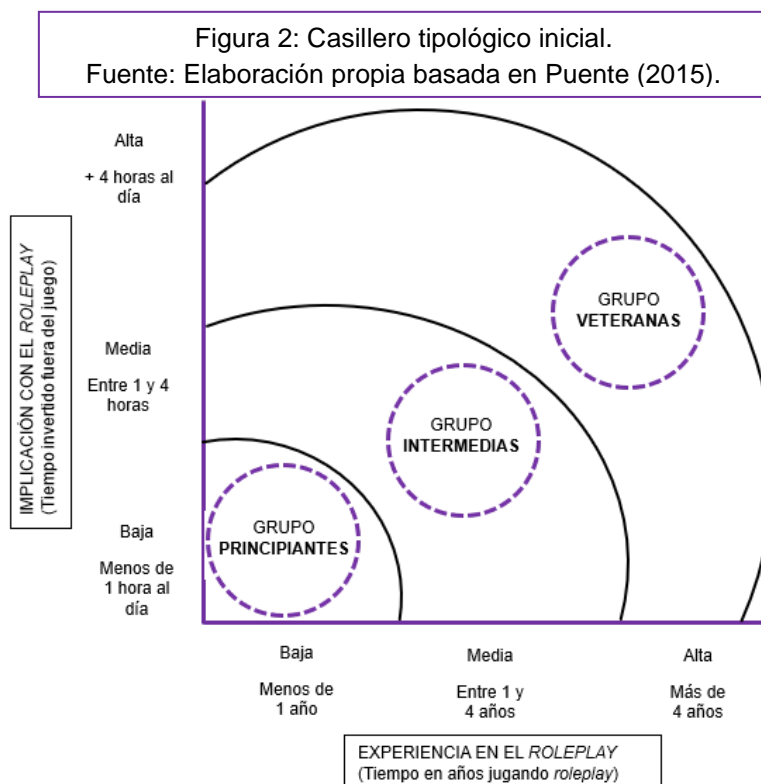 Figura 2: Casillero tipológico inicial.
Fuente: Elaboración propia basada en Puente (2015).
IMPLICACIÓN CON EL ROLEPLAY
(Tiempo invertido fuera del juego)
Alta
+ 4 horas al
día
Media
Entre 1 y 4
horas
Baja
Menos de
1 hora al
día
GRUPO
VETERANAS
GRUPO
INTERMEDIAS
GRUPO
PRINCIPIANTES
Baja
Menos de
1 año
Media
Entre 1 y
4 años
Alta
Más de
4 años
EXPERIENCIA EN EL ROLEPLAY
(Tiempo en años jugando roleplay)